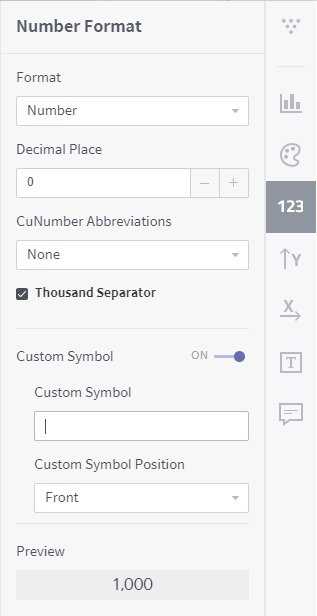 Number Format
Format
Number
Decimal Place
0
–
+
CuNumber Abbreviations
None
Thousand Separator
Custom Symbol
ON
Custom Symbol
Custom Symbol Position
Front
Preview
1,000
123
Y
X
T